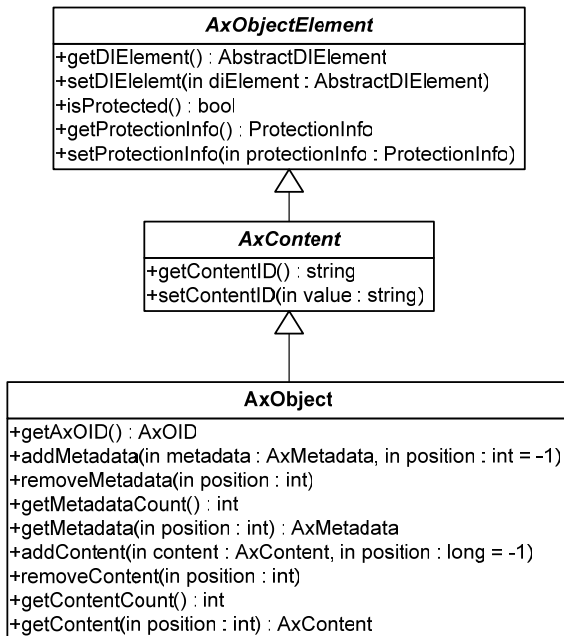 AxObjectElement
+getDIElement() : AbstractDIElement
+setDIElelemt(in diElement : AbstractDIElement)
+isProtected() : bool
+getProtectionInfo() : ProtectionInfo
+setProtectionInfo(in protectionInfo : ProtectionInfo)
AxContent
+getContentID() : string
+setContentID(in value : string)
AxObject
+getAxOID() : AxOID
+addMetadata(in metadata : AxMetadata, in position : int = -1)
+removeMetadata(in position : int)
+getMetadataCount() : int
+getMetadata(in position : int) : AxMetadata
+addContent(in content : AxContent, in position : long = -1)
+removeContent(in position : int)
+getContentCount() : int
+getContent(in position : int) : AxContent